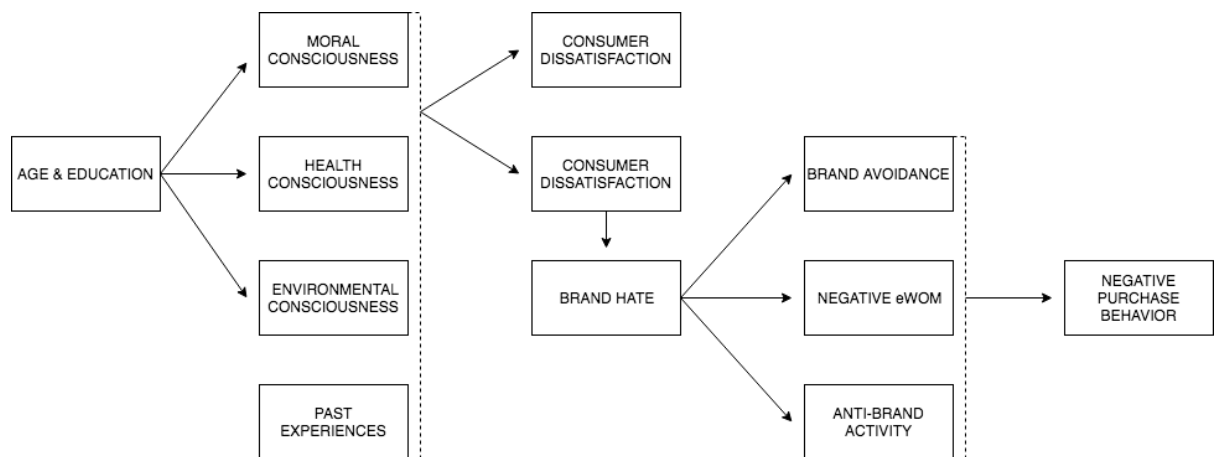 MORAL
CONSCIOUSNESS
CONSUMER
DISSATISFACTION
AGE & EDUCATION
HEALTH
CONSCIOUSNESS
CONSUMER
DISSATISFACTION
BRAND AVOIDANCE
ENVIRONMENTAL
CONSCIOUSNESS
BRAND HATE
NEGATIVE eWOM
NEGATIVE
PURCHASE
BEHAVIOR
PAST
EXPERIENCES
ANTI-BRAND
ACTIVITY